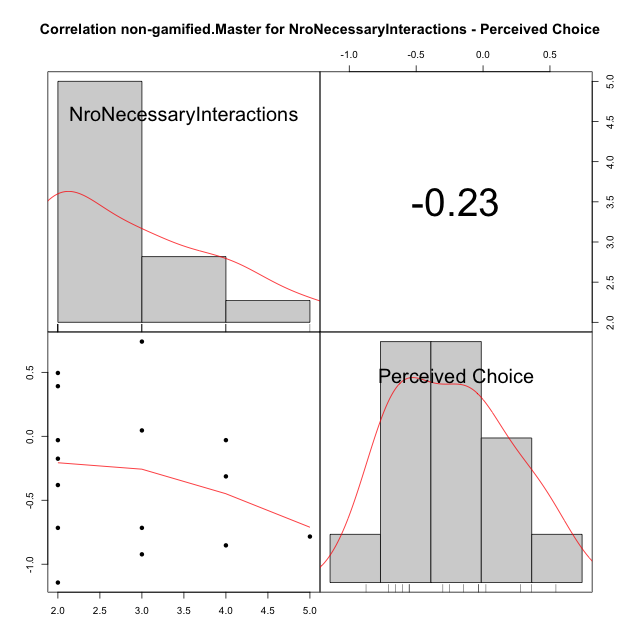 Correlation non-gamified.Master for NroNecessaryInteractions - Perceived Choice
-1.0 -0.5 0.0 0.5
NroNecessaryInteractions
-0.23
2.0 2.5 3.0 3.5 4.0 4.5 5.0
-1.0 -0.5 0.0 0.5
Perceived Choice
2.0 2.5 3.0 3.5 4.0 4.5 5.0